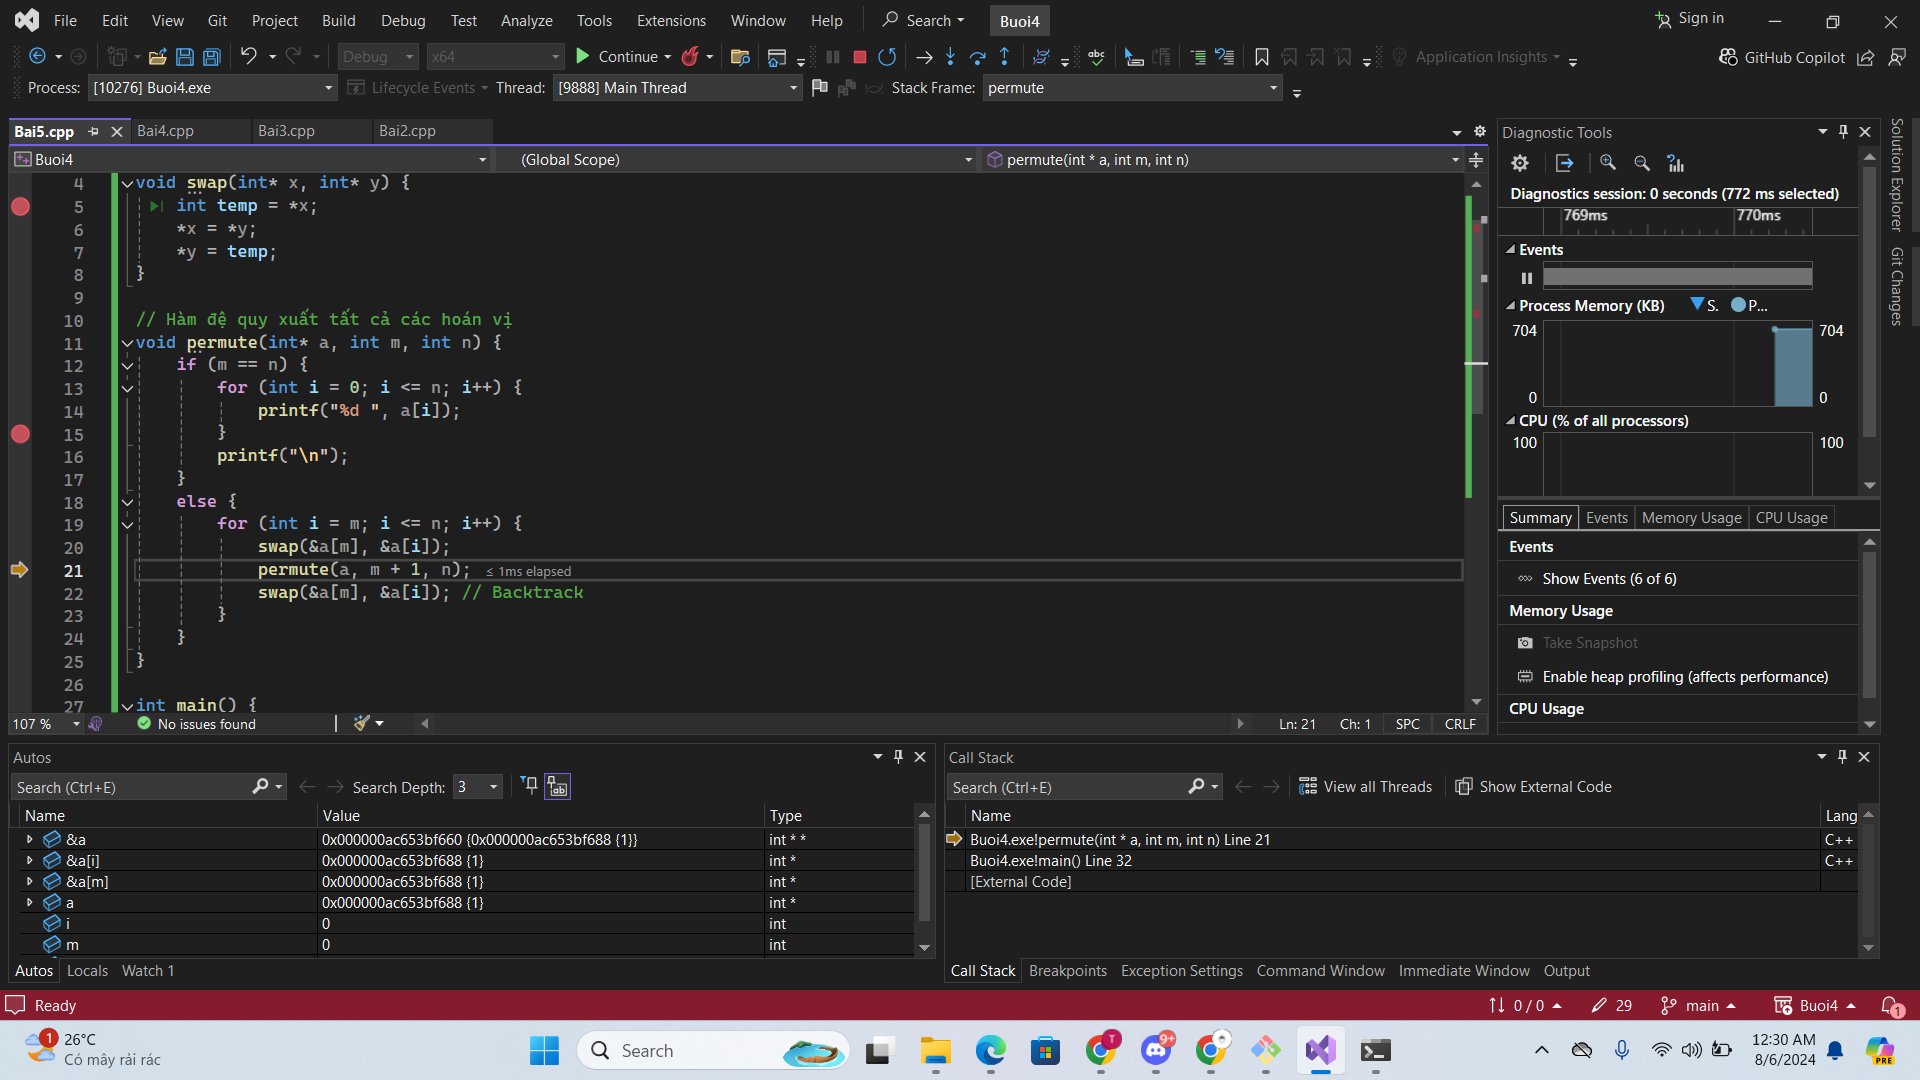 File Edit View Git Project Build Debug Test Analyze Tools Extensions Window Help Search Buoi4 Sign in
Debug x64 Continue abc Application Insights GitHub Copilot
Process: [10276] Buoi4.exe Lifecycle Events Thread: [9888] Main Thread Stack Frame: permute
Bai5.cpp Bai4.cpp Bai3.cpp Bai2.cpp
Buoi4 (Global Scope) permute(int * a, int m, int n)
4 void swap(int* x, int* y) {
5 int temp = *x;
6 *x = *y;
7 *y = temp;
8 }
9
10 // Hàm đệ quy xuất tất cả các hoán vị
11 void permute(int* a, int m, int n) {
12 if (m == n) {
13 for (int i = 0; i <= n; i++) {
14 printf("%d ", a[i]);
15 }
16 printf("\n");
17 }
18 else {
19 for (int i = m; i <= n; i++) {
20 swap(&a[m], &a[i]);
21 permute(a, m + 1, n); ≤ 1ms elapsed
22 swap(&a[m], &a[i]); // Backtrack
23 }
24 }
25 }
26
27 int main() {
107 % No issues found Ln: 21 Ch: 1 SPC CRLF
Diagnostic Tools
Diagnostics session: 0 seconds (772 ms selected)
769ms 770ms
Events
Process Memory (KB) S. P...
704 704
0 0
CPU (% of all processors)
100 100
Summary Events Memory Usage CPU Usage
Events
Show Events (6 of 6)
Memory Usage
Take Snapshot
Enable heap profiling (affects performance)
CPU Usage
Solution Explorer
Git Changes
Autos
Search (Ctrl+E) Search Depth: 3
Name Value Type
&a 0x000000ac653bf660 {0x000000ac653bf688 {1}} int * *
&a[i] 0x000000ac653bf688 {1} int *
&a[m] 0x000000ac653bf688 {1} int *
a 0x000000ac653bf688 {1} int *
i 0 int
m 0 int
Autos Locals Watch 1
Call Stack
Search (Ctrl+E) View all Threads Show External Code
Name Lang
Buoi4.exe!permute(int * a, int m, int n) Line 21 C++
Buoi4.exe!main() Line 32 C++
[External Code]
Call Stack Breakpoints Exception Settings Command Window Immediate Window Output
Ready 0 / 0 29 main Buoi4 1
1 26°C
Có mây rải rác
Search T 9+ PRE
12:30 AM
8/6/2024